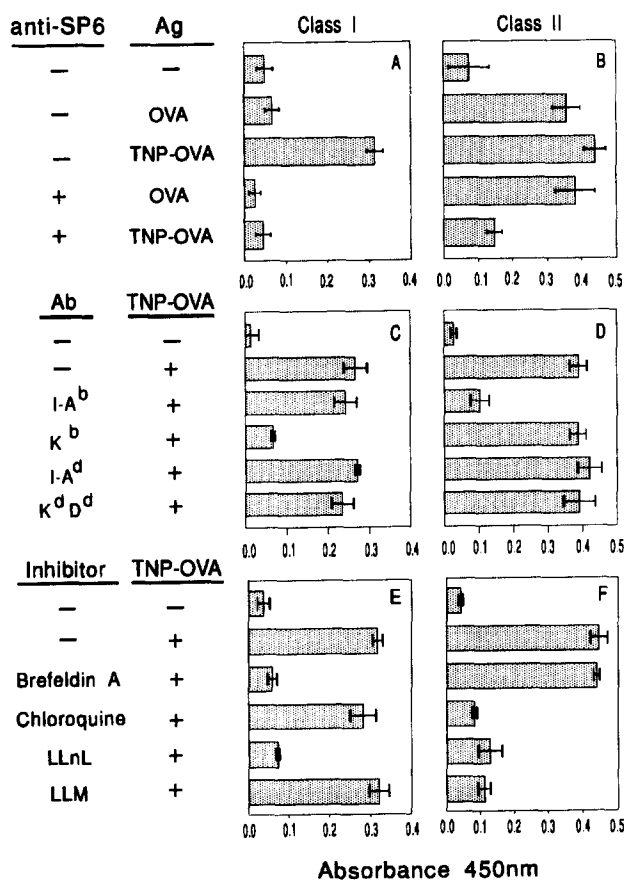 anti-SP6 Ag Class I Class II
− − A B
− OVA
− TNP-OVA
+ OVA
+ TNP-OVA
0.0 0.1 0.2 0.3 0.4 0.0 0.1 0.2 0.3 0.4 0.5
Ab TNP-OVA
− − C D
− +
I-A^b +
K^b +
I-A^d +
K^d D^d +
0.0 0.1 0.2 0.3 0.4 0.0 0.1 0.2 0.3 0.4 0.5
Inhibitor TNP-OVA
− − E F
− +
Brefeldin A +
Chloroquine +
LLnL +
LLM +
0.0 0.1 0.2 0.3 0.4 0.0 0.1 0.2 0.3 0.4 0.5
Absorbance 450nm